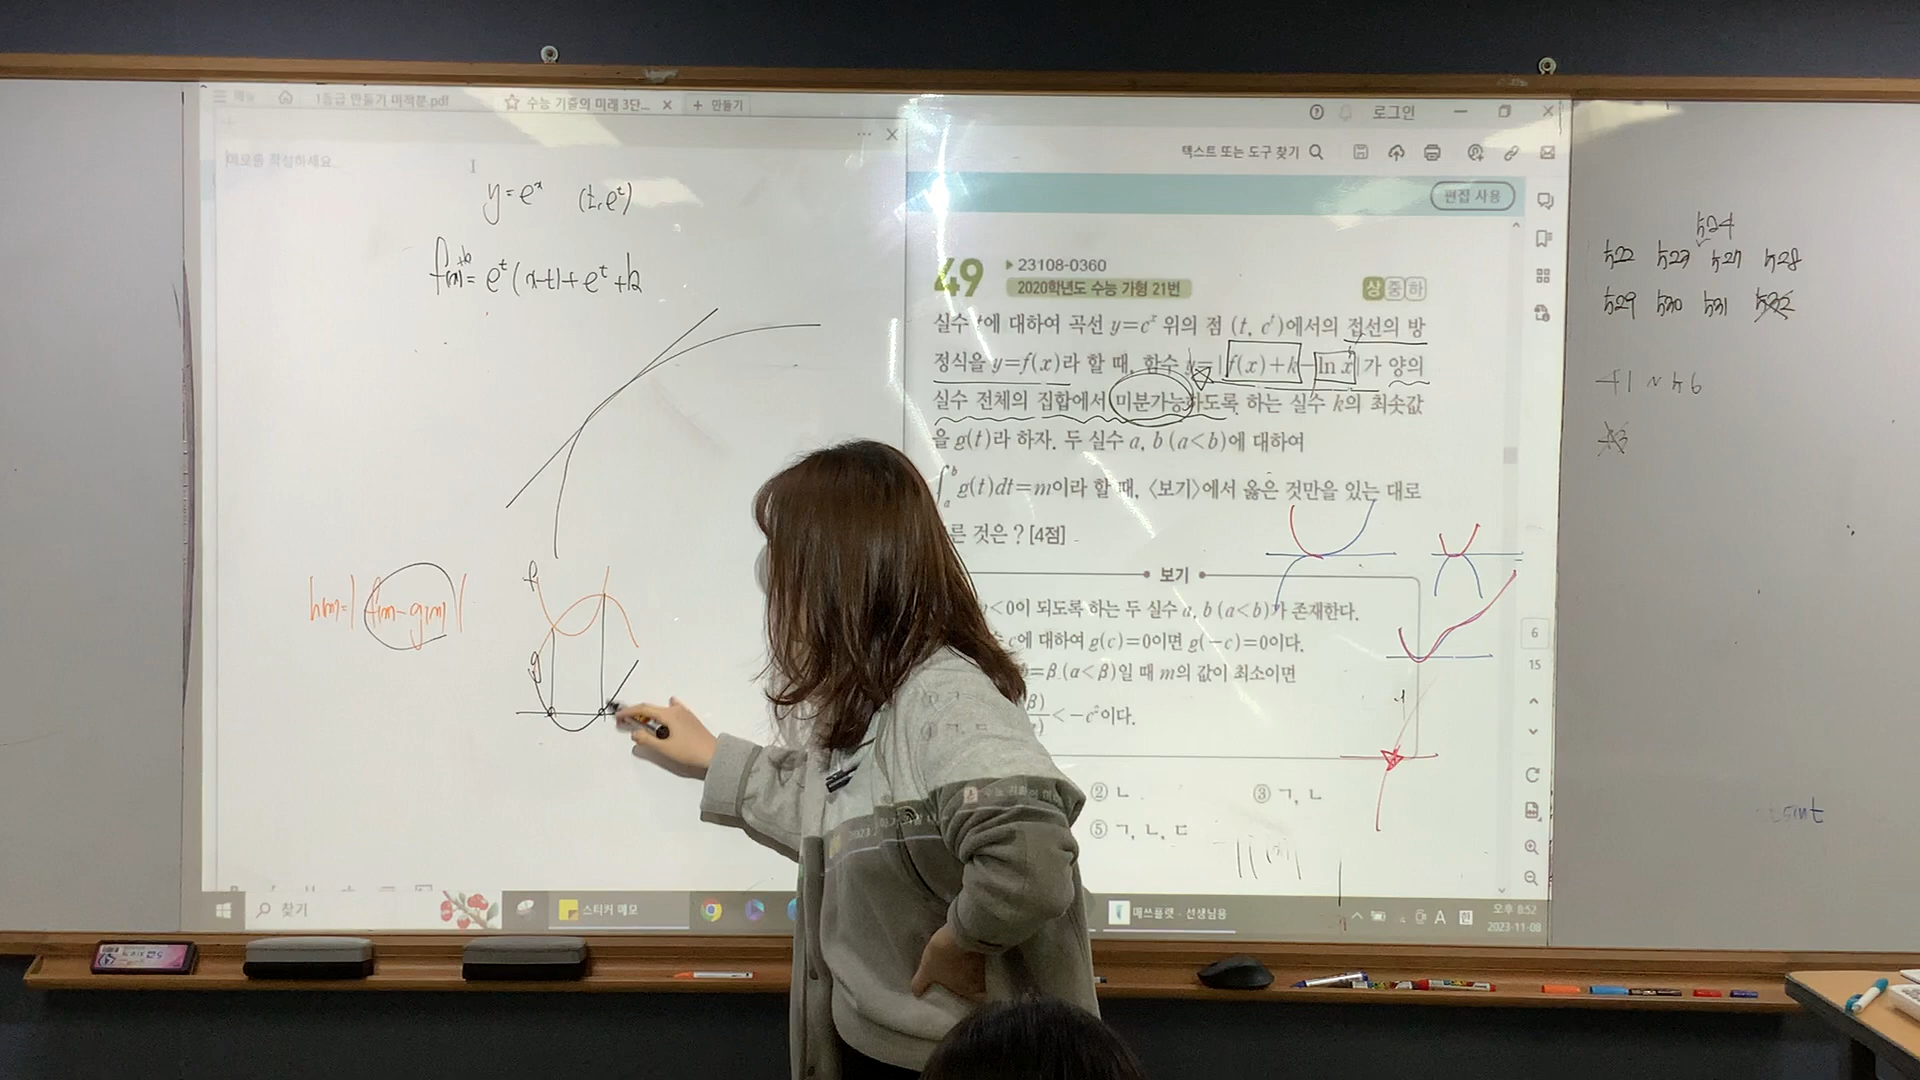 1등급 만들기 미적분.pdf
수능 기출의 미래 3단... × + 만들기
로그인
메모를 작성하세요
텍스트 또는 도구 찾기
편집 사용
y=e^x (t, e^t)
f(x)+k = e^t(x-t)+e^t+k
h(x)=|f(x)-g(x)|
f
g
49
23108-0360
2020학년도 수능 가형 21번
상 중 하
실수 t에 대하여 곡선 y=e^x 위의 점 (t, e^t)에서의 접선의 방
정식을 y=f(x)라 할 때, 함수 y=|f(x)+k-ln x|가 양의
실수 전체의 집합에서 미분가능하도록 하는 실수 k의 최솟값
을 g(t)라 하자. 두 실수 a, b (a<b)에 대하여
∫_a^b g(t)dt=m이라 할 때, 〈보기〉에서 옳은 것만을 있는 대로
른 것은? [4점]
보기
<0이 되도록 하는 두 실수 a, b (a<b)가 존재한다.
c에 대하여 g(c)=0이면 g(-c)=0이다.
=β (α<β)일 때 m의 값이 최소이면
<-e^2이다.
② ㄴ
③ ㄱ, ㄴ
⑤ ㄱ, ㄴ, ㄷ
6
15
찾기
스티커 메모
매쓰플랫 - 선생님용
A
오후 8:52
2023-11-08